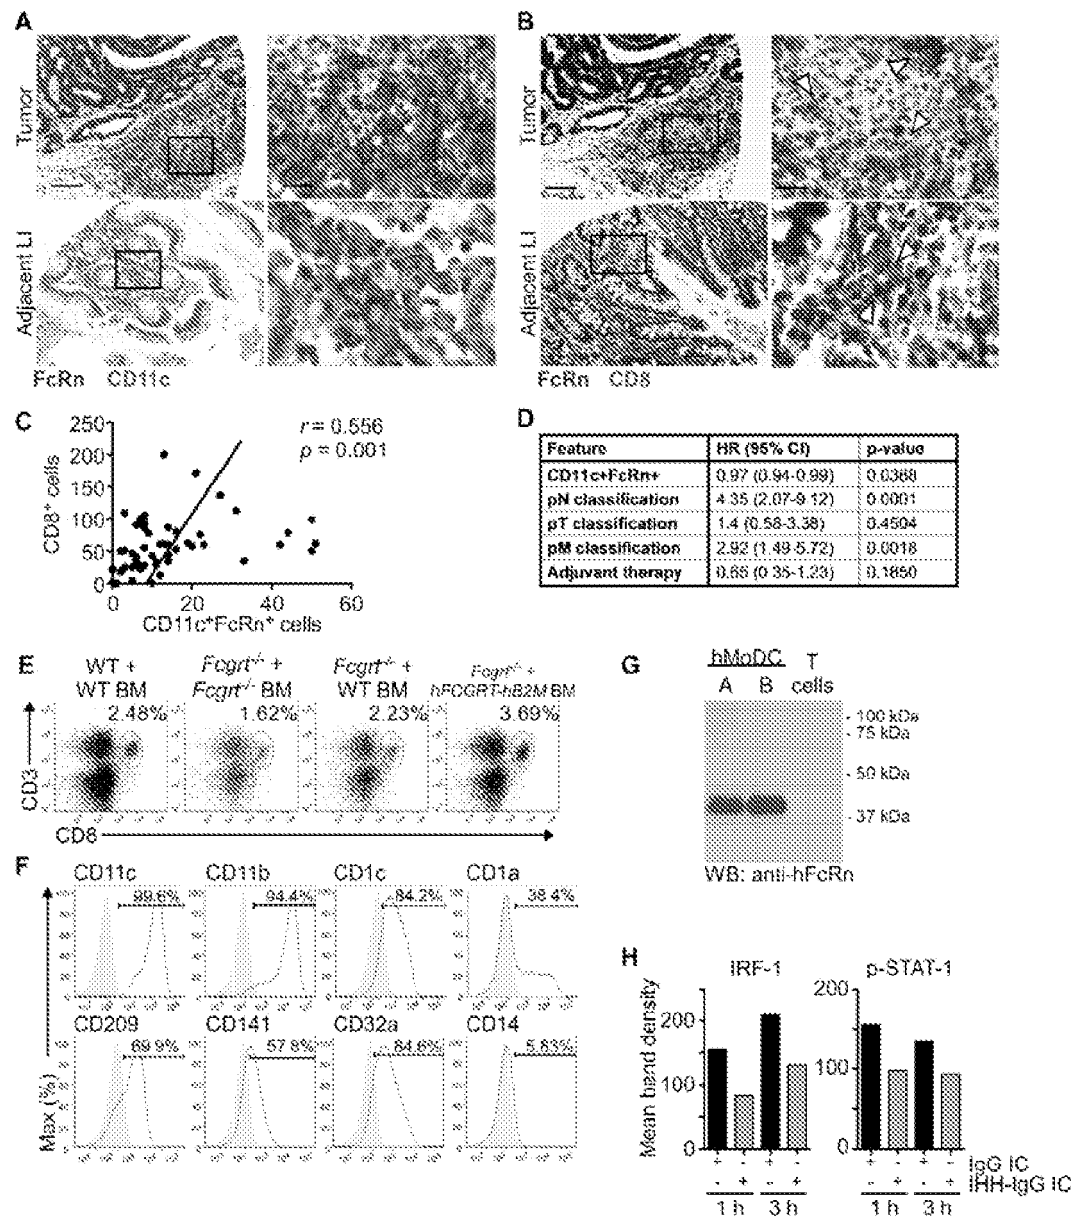 A
B
Tumor
Adjacent LI
FcRn CD11c
Tumor
Adjacent LI
FcRn CD8
C
CD8+ cells
250
200
150
100
50
0
r = 0.556
p = 0.001
0 20 40 60
CD11c+FcRn+ cells
D
Feature HR (95% CI) p-value
CD11c+FcRn+ 0.97 (0.94-0.99) 0.0368
pN classification 4.35 (2.07-9.12) 0.0001
pT classification 1.4 (0.58-3.38) 0.4504
pM classification 2.92 (1.49-5.72) 0.0018
Adjuvant therapy 0.65 (0.35-1.23) 0.1850
E
WT +
WT BM
2.48%
Fcgrt-/- +
Fcgrt-/- BM
1.62%
Fcgrt-/- +
WT BM
2.23%
Fcgrt-/- +
hFCGRT-hB2M BM
3.69%
CD3
CD8
F
CD11c
99.6%
CD11b
94.4%
CD1c
84.2%
CD1a
38.4%
CD209
69.9%
CD141
57.8%
CD32a
84.6%
CD14
5.63%
Max (%)
G
hMoDC T
A B cells
- 100 kDa
- 75 kDa
- 50 kDa
- 37 kDa
WB: anti-hFcRn
H
IRF-1
Mean band density
200
100
0
p-STAT-1
200
100
0
+ - + - + - + - IgG IC
- + - + - + - + IHH-IgG IC
1 h 3 h 1 h 3 h